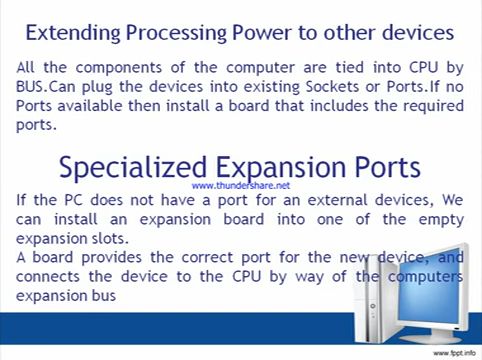 Extending Processing Power to other devices
All the components of the computer are tied into CPU by
BUS.Can plug the devices into existing Sockets or Ports.If no
Ports available then install a board that includes the required
ports.
Specialized Expansion Ports
www.thundershare.net
If the PC does not have a port for an external devices, We
can install an expansion board into one of the empty
expansion slots.
A board provides the correct port for the new device, and
connects the device to the CPU by way of the computers
expansion bus
www.fppt.info